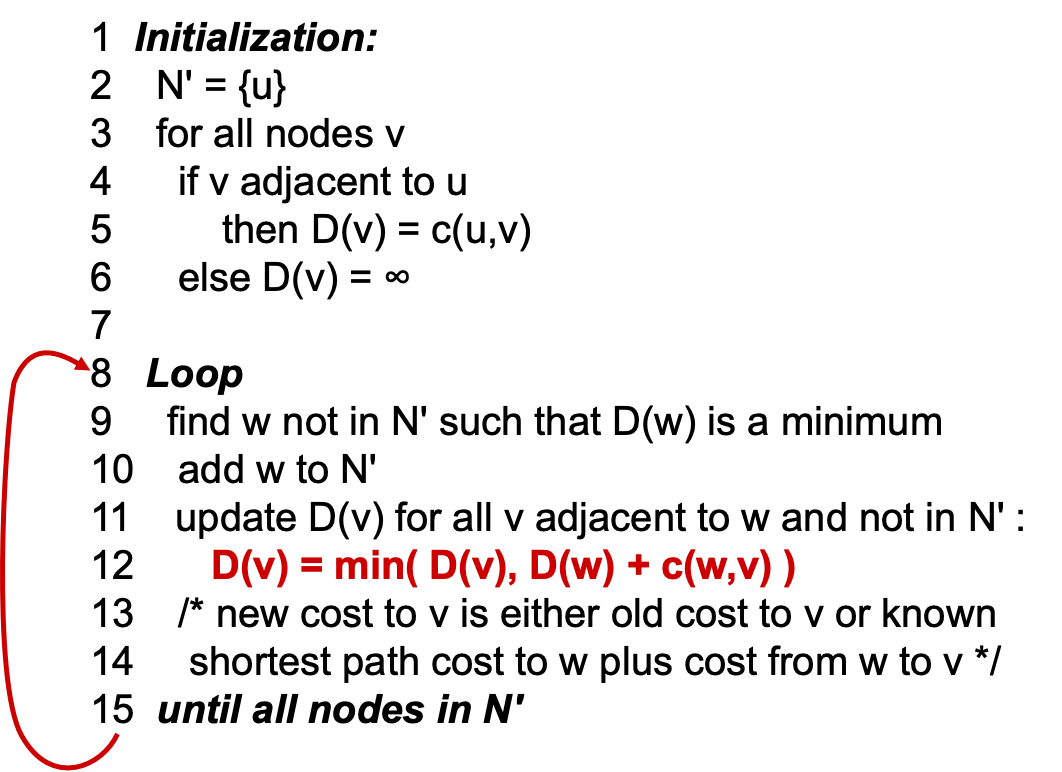 1 Initialization:
2 N' = {u}
3 for all nodes v
4 if v adjacent to u
5 then D(v) = c(u,v)
6 else D(v) = ∞
7
8 Loop
9 find w not in N' such that D(w) is a minimum
10 add w to N'
11 update D(v) for all v adjacent to w and not in N' :
12 D(v) = min( D(v), D(w) + c(w,v) )
13 /* new cost to v is either old cost to v or known
14 shortest path cost to w plus cost from w to v */
15 until all nodes in N'